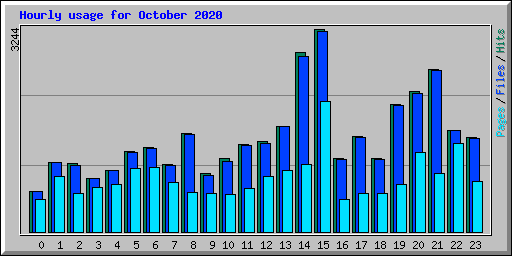 Hourly usage for October 2020
3244
Pages/Files/Hits
0 1 2 3 4 5 6 7 8 9 10 11 12 13 14 15 16 17 18 19 20 21 22 23